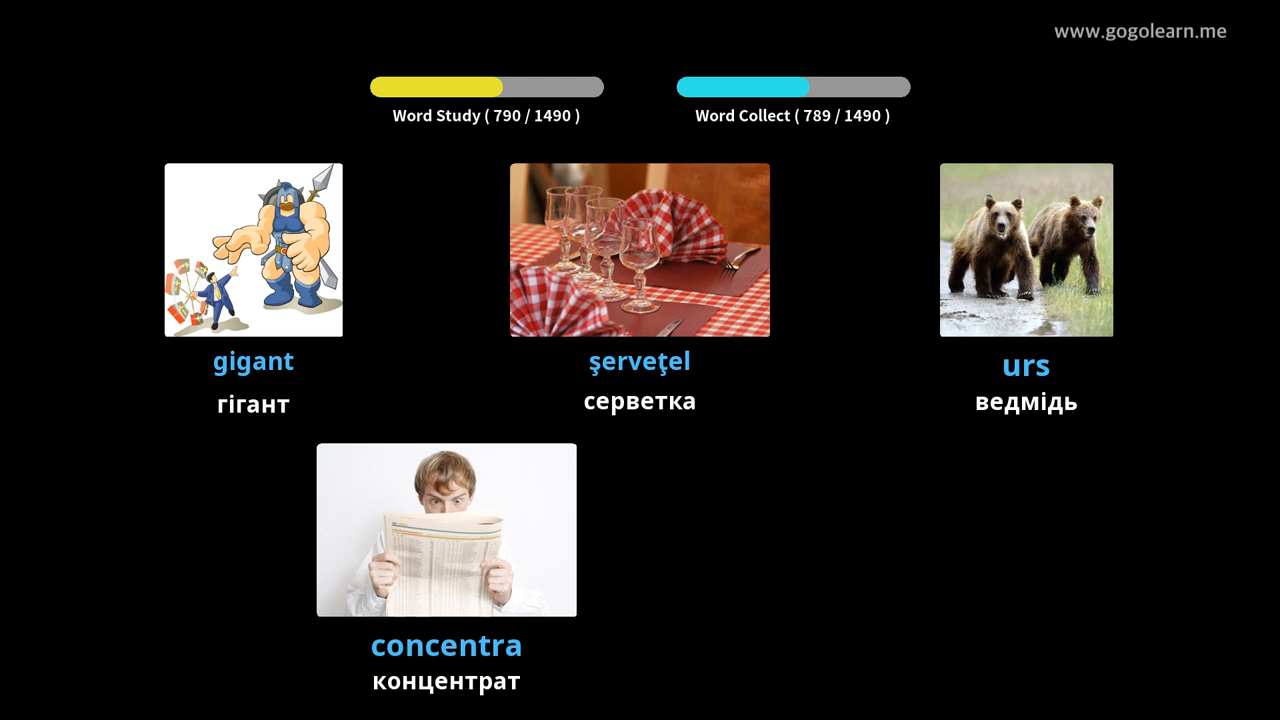 www.gogolearn.me
Word Study ( 790 / 1490 )
Word Collect ( 789 / 1490 )
gigant
şerveţel
urs
гігант
серветка
ведмідь
concentra
концентрат